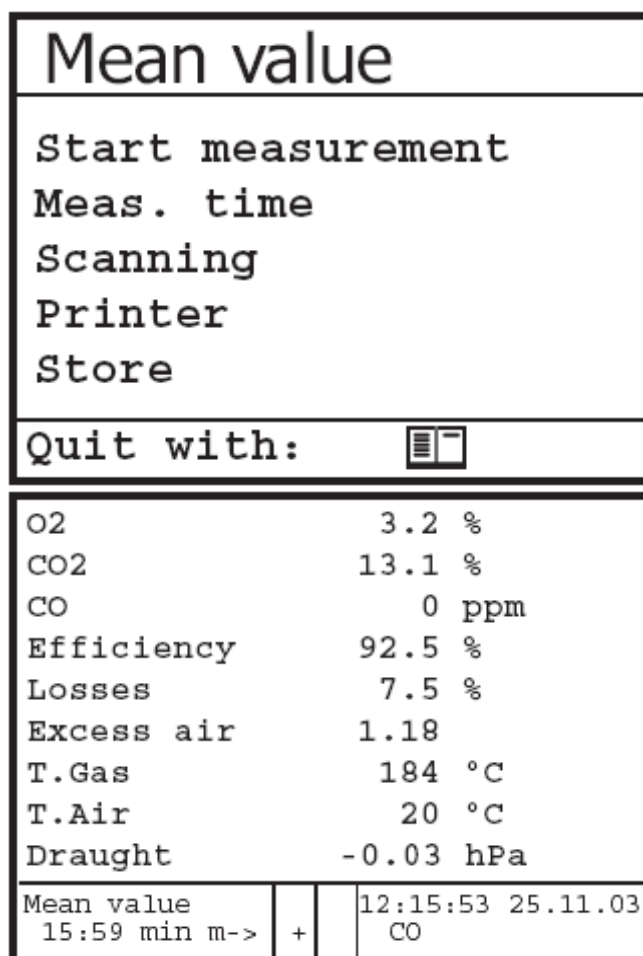 Mean value
Start measurement
Meas. time
Scanning
Printer
Store
Quit with:
O2 3.2 %
CO2 13.1 %
CO 0 ppm
Efficiency 92.5 %
Losses 7.5 %
Excess air 1.18
T.Gas 184 °C
T.Air 20 °C
Draught -0.03 hPa
Mean value 12:15:53 25.11.03
15:59 min m-> + CO